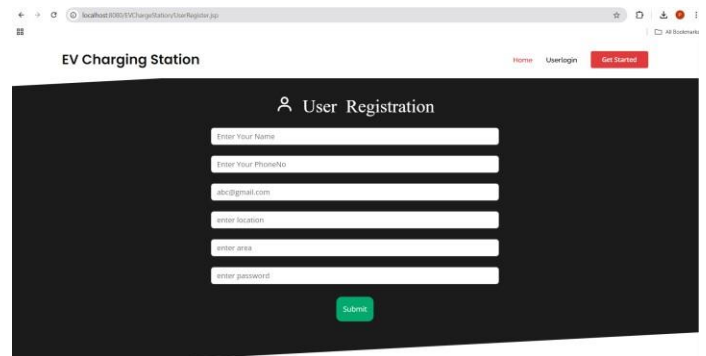 localhost:8080/EVChargeStation/UserRegister.jsp
All Bookmarks
EV Charging Station
Home Userlogin Get Started
User Registration
Enter Your Name
Enter Your PhoneNo
abc@gmail.com
enter location
enter area
enter password
Submit